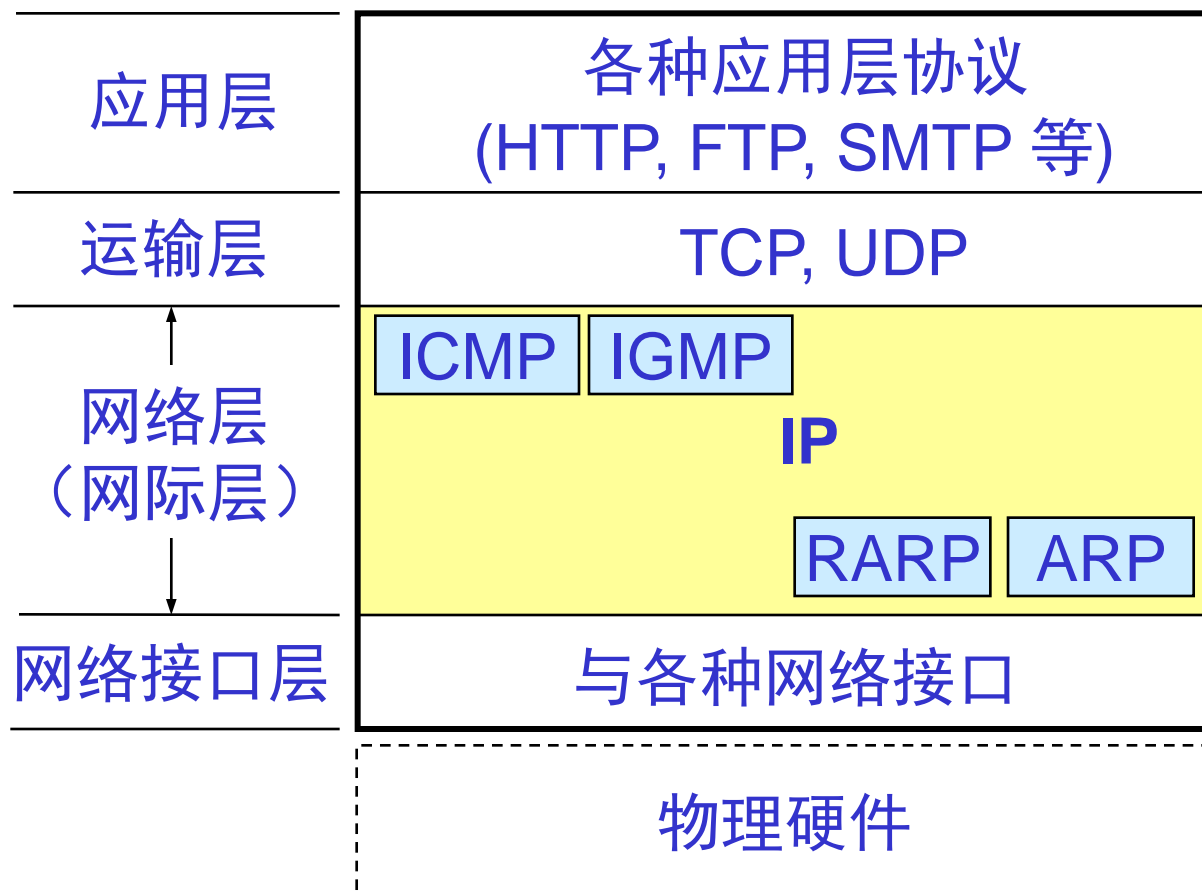 应用层
各种应用层协议
(HTTP, FTP, SMTP 等)
运输层
TCP, UDP
ICMP
IGMP
网络层
（网际层）
IP
RARP
ARP
网络接口层
与各种网络接口
物理硬件